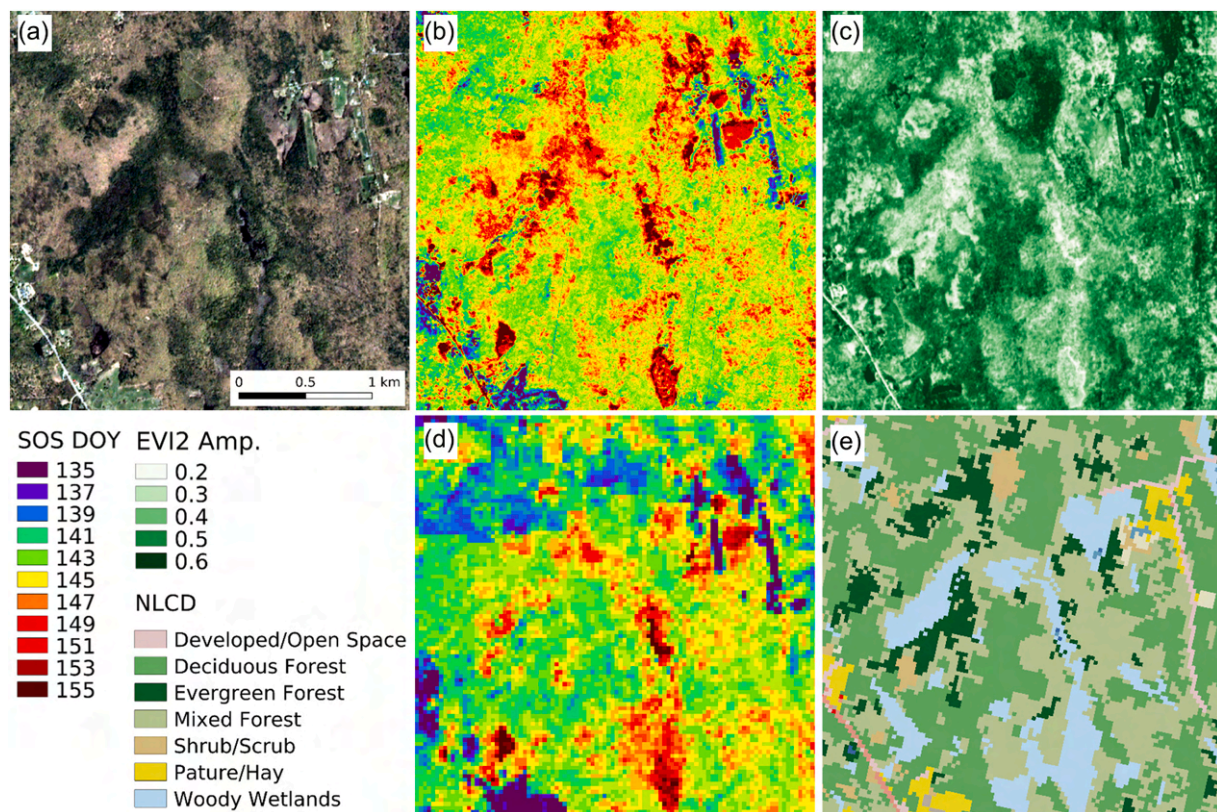 (a)
(b)
(c)
0 0.5 1 km
SOS DOY
135
137
139
141
143
145
147
149
151
153
155
EVI2 Amp.
0.2
0.3
0.4
0.5
0.6
NLCD
Developed/Open Space
Deciduous Forest
Evergreen Forest
Mixed Forest
Shrub/Scrub
Pature/Hay
Woody Wetlands
(d)
(e)